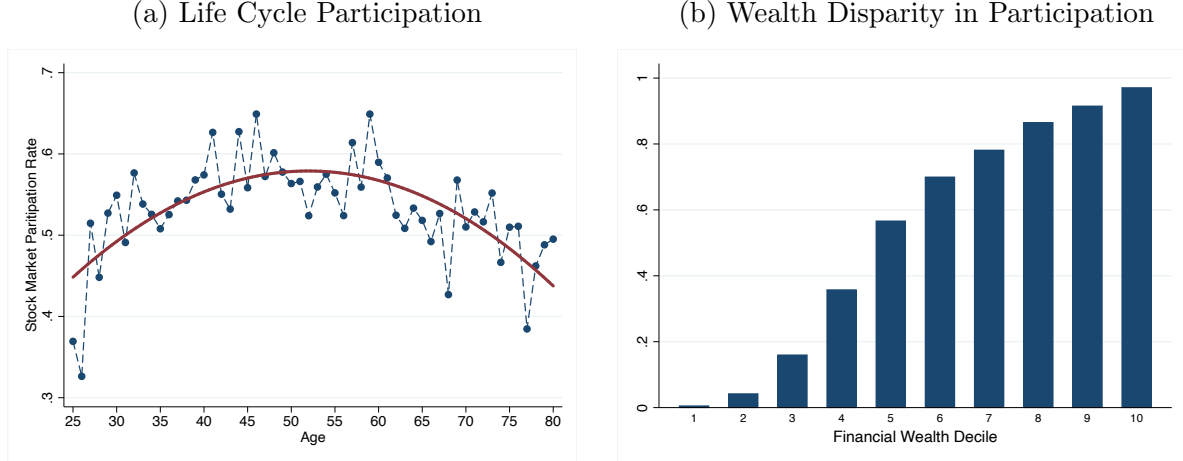 (a) Life Cycle Participation
Stock Market Participation Rate
.7
.6
.5
.4
.3
25 30 35 40 45 50 55 60 65 70 75 80
Age
(b) Wealth Disparity in Participation
1
.8
.6
.4
.2
0
1 2 3 4 5 6 7 8 9 10
Financial Wealth Decile